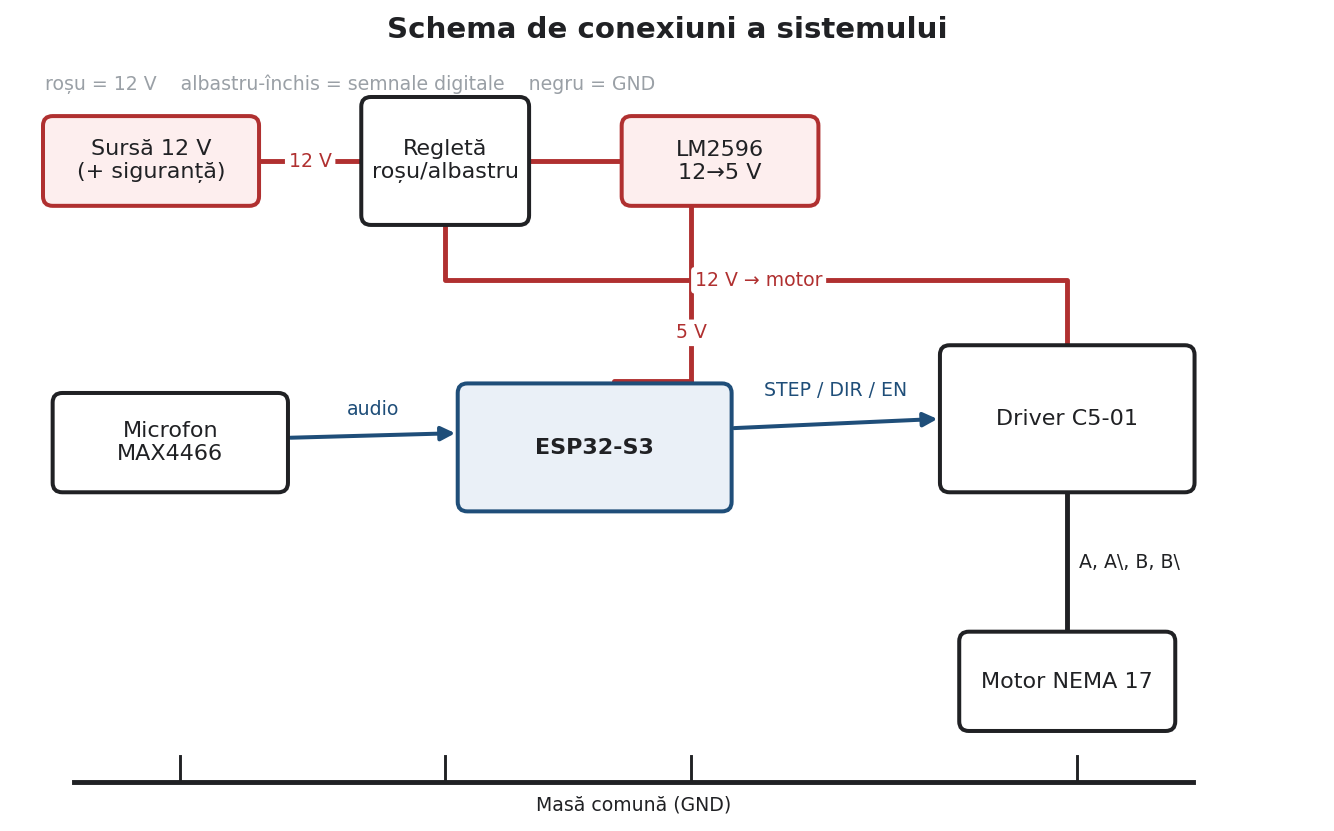 Schema de conexiuni a sistemului
roșu = 12 V    albastru-închis = semnale digitale    negru = GND
Sursă 12 V
(+ siguranță)
12 V
Regletă
roșu/albastru
LM2596
12→5 V
12 V → motor
5 V
Microfon
MAX4466
audio
ESP32-S3
STEP / DIR / EN
Driver C5-01
A, A\, B, B\
Motor NEMA 17
Masă comună (GND)